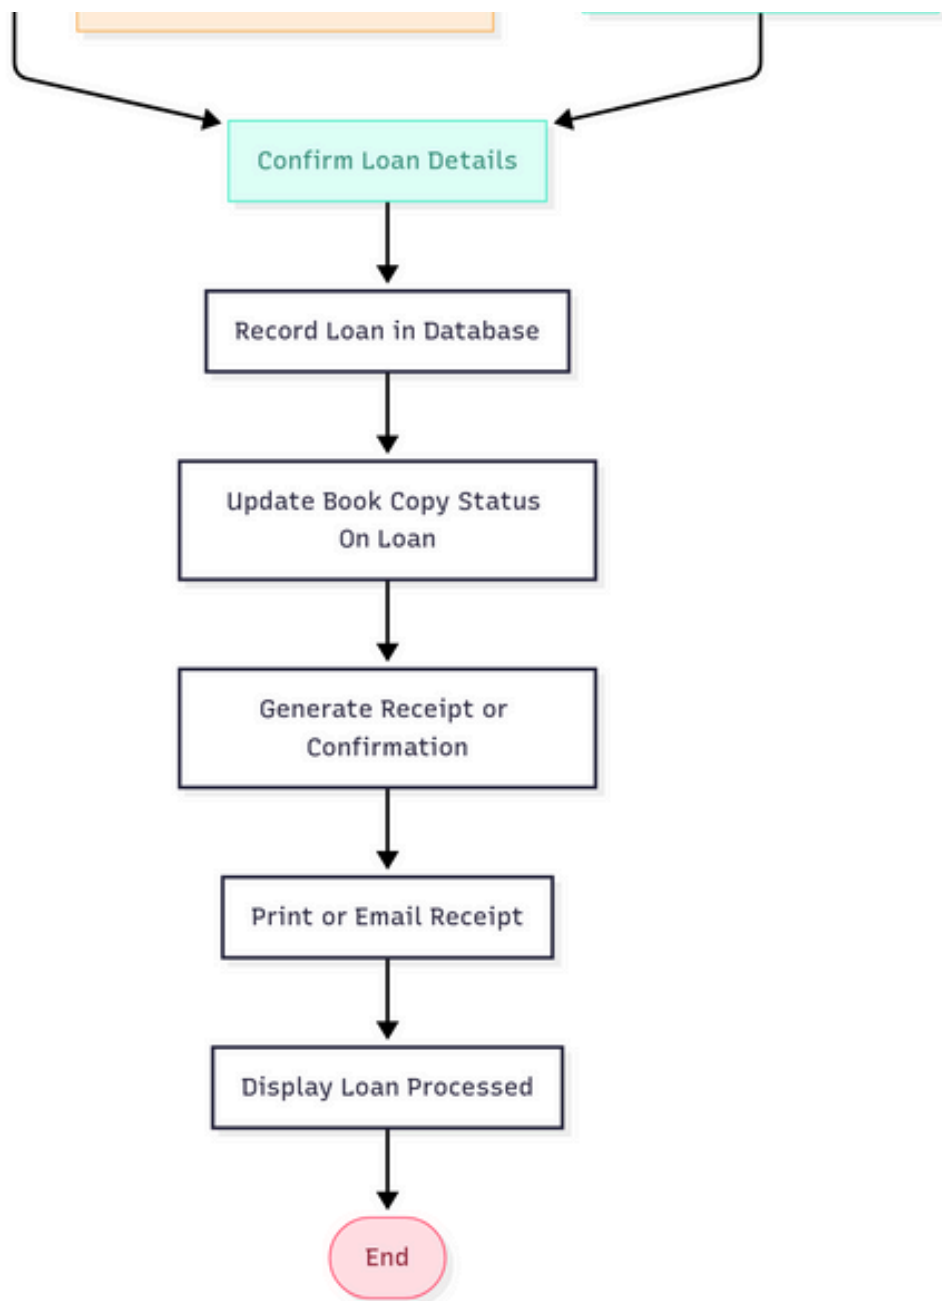 Confirm Loan Details
Record Loan in Database
Update Book Copy Status
On Loan
Generate Receipt or
Confirmation
Print or Email Receipt
Display Loan Processed
End